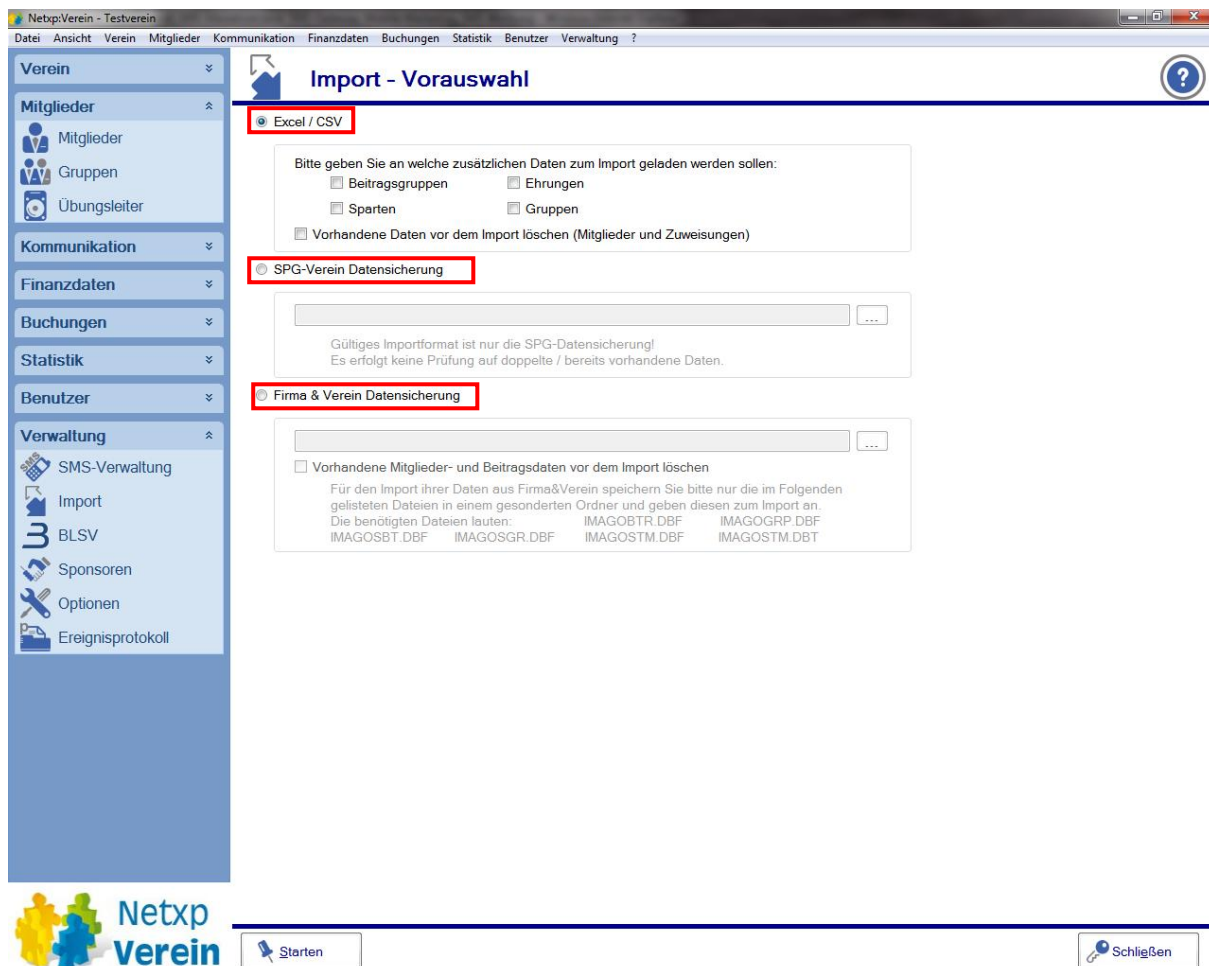 Netxp:Verein - Testverein
Datei Ansicht Verein Mitglieder Kommunikation Finanzdaten Buchungen Statistik Benutzer Verwaltung ?
Verein
Mitglieder
Mitglieder
Gruppen
Übungsleiter
Kommunikation
Finanzdaten
Buchungen
Statistik
Benutzer
Verwaltung
SMS-Verwaltung
Import
BLSV
Sponsoren
Optionen
Ereignisprotokoll
Netxp
Verein
Import - Vorauswahl
?
Excel / CSV
Bitte geben Sie an welche zusätzlichen Daten zum Import geladen werden sollen:
Beitragsgruppen Ehrungen
Sparten Gruppen
Vorhandene Daten vor dem Import löschen (Mitglieder und Zuweisungen)
SPG-Verein Datensicherung
...
Gültiges Importformat ist nur die SPG-Datensicherung!
Es erfolgt keine Prüfung auf doppelte / bereits vorhandene Daten.
Firma & Verein Datensicherung
...
Vorhandene Mitglieder- und Beitragsdaten vor dem Import löschen
Für den Import ihrer Daten aus Firma&Verein speichern Sie bitte nur die im Folgenden
gelisteten Dateien in einem gesonderten Ordner und geben diesen zum Import an.
Die benötigten Dateien lauten: IMAGOBTR.DBF IMAGOGRP.DBF
IMAGOSBT.DBF IMAGOSGR.DBF IMAGOSTM.DBF IMAGOSTM.DBT
Starten
Schließen